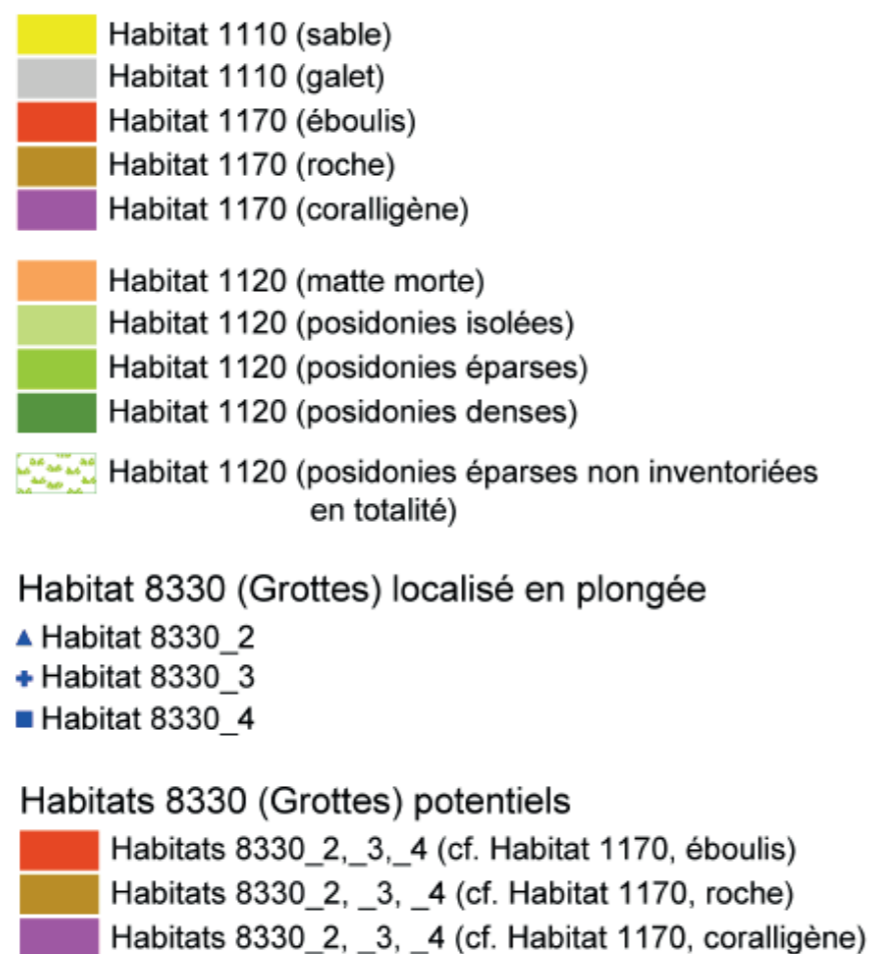 Habitat 1110 (sable)
Habitat 1110 (galet)
Habitat 1170 (éboulis)
Habitat 1170 (roche)
Habitat 1170 (coralligène)
Habitat 1120 (matte morte)
Habitat 1120 (posidonies isolées)
Habitat 1120 (posidonies éparses)
Habitat 1120 (posidonies denses)
Habitat 1120 (posidonies éparses non inventoriées
en totalité)
Habitat 8330 (Grottes) localisé en plongée
Habitat 8330_2
Habitat 8330_3
Habitat 8330_4
Habitats 8330 (Grottes) potentiels
Habitats 8330_2,_3,_4 (cf. Habitat 1170, éboulis)
Habitats 8330_2, _3, _4 (cf. Habitat 1170, roche)
Habitats 8330_2, _3, _4 (cf. Habitat 1170, coralligène)